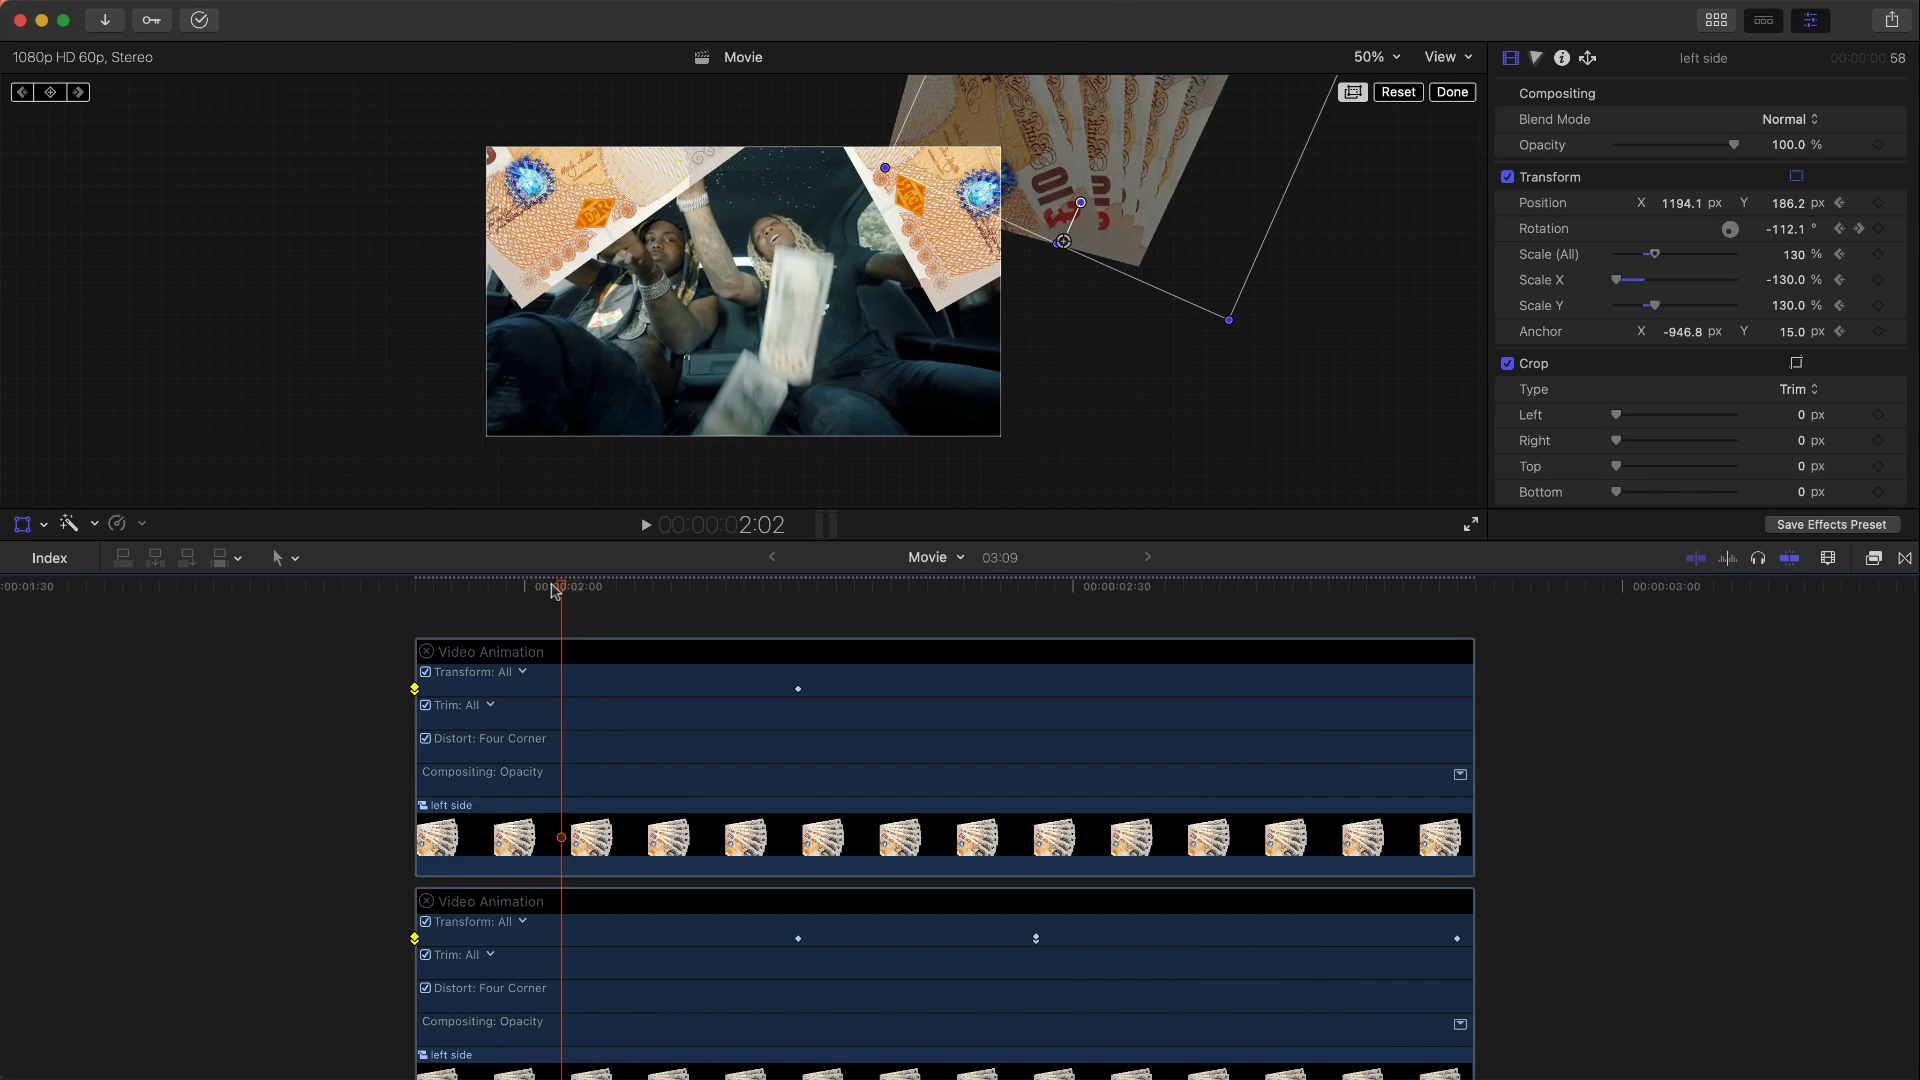 1080p HD 60p, Stereo
Movie
50%
View
left side
00:00:00:58
Reset
Done
Compositing
Blend Mode
Normal
Opacity
100.0 %
Transform
Position
X 1194.1 px Y 186.2 px
Rotation
-112.1 °
Scale (All)
130 %
Scale X
-130.0 %
Scale Y
130.0 %
Anchor
X -946.8 px Y 15.0 px
Crop
Type
Trim
Left
0 px
Right
0 px
Top
0 px
Bottom
0 px
00:00:02:02
Save Effects Preset
Index
Movie
03:09
:00:01:30
00:00:02:00
00:00:02:30
00:00:03:00
Video Animation
Transform: All
Trim: All
Distort: Four Corner
Compositing: Opacity
left side
Video Animation
Transform: All
Trim: All
Distort: Four Corner
Compositing: Opacity
left side